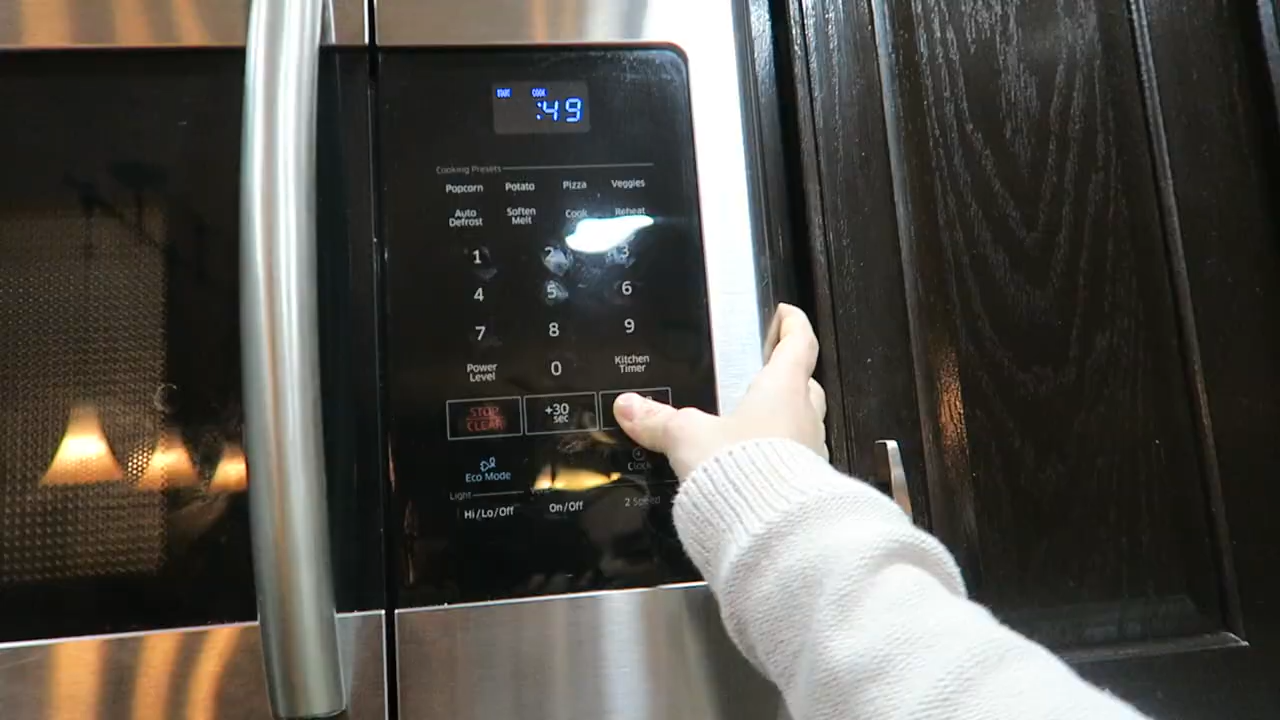 START COOK
:49
Cooking Presets
Popcorn Potato Pizza Veggies
Auto Defrost Soften Melt Cook Reheat
1 2 3
4 5 6
7 8 9
Power Level 0 Kitchen Timer
STOP CLEAR +30 sec
Eco Mode Clock
Light
Hi/Lo/Off On/Off 2 Speed